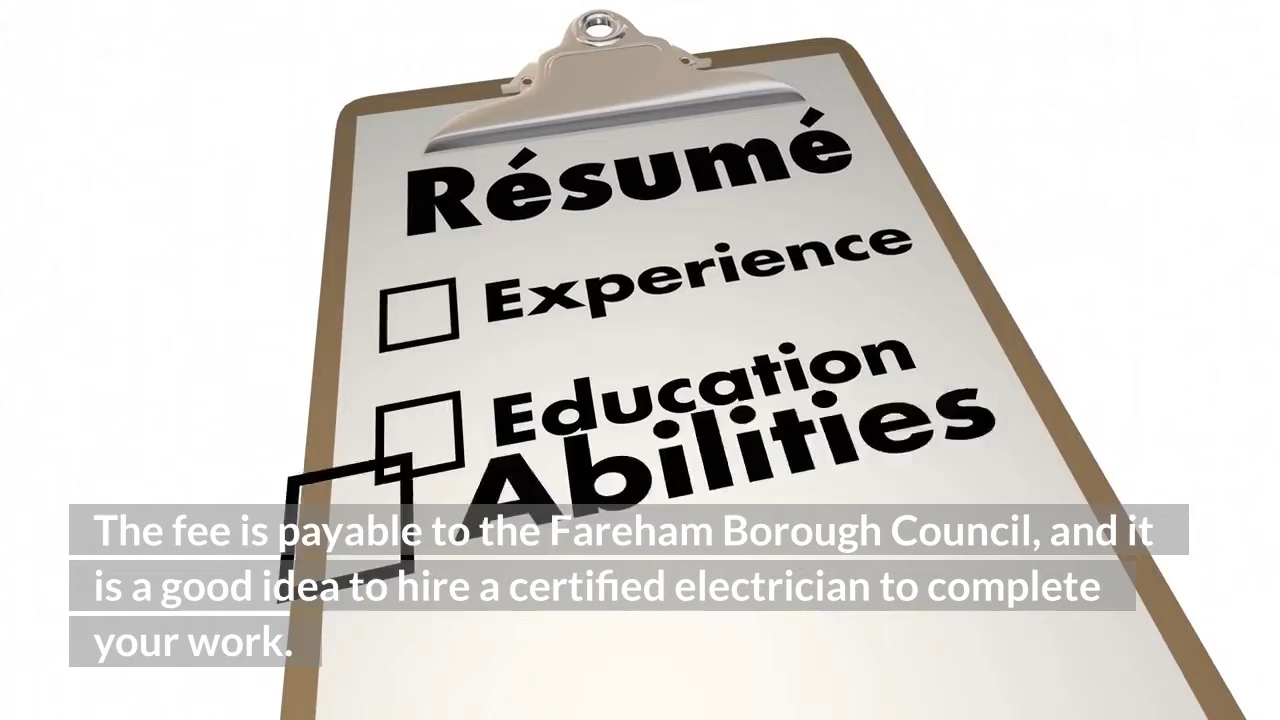 Résumé
Experience
Education
Abilities
The fee is payable to the Fareham Borough Council, and it
is a good idea to hire a certified electrician to complete
your work.